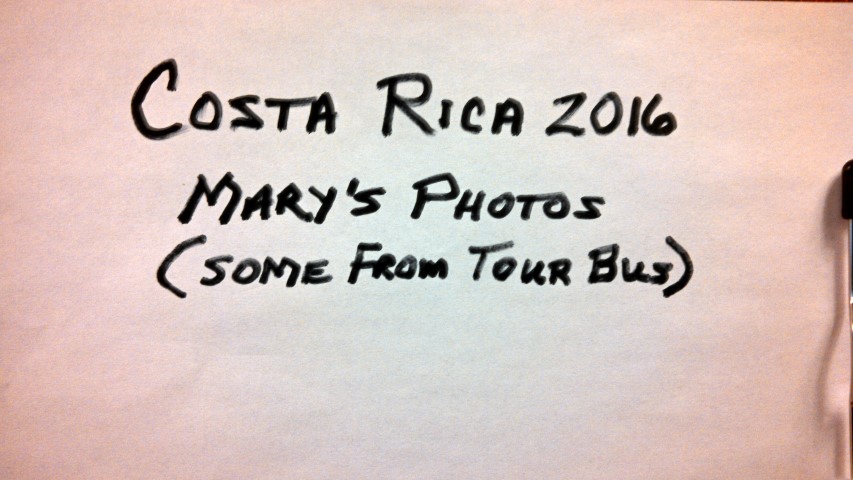 Costa Rica 2016
Mary's Photos
(Some From Tour Bus)